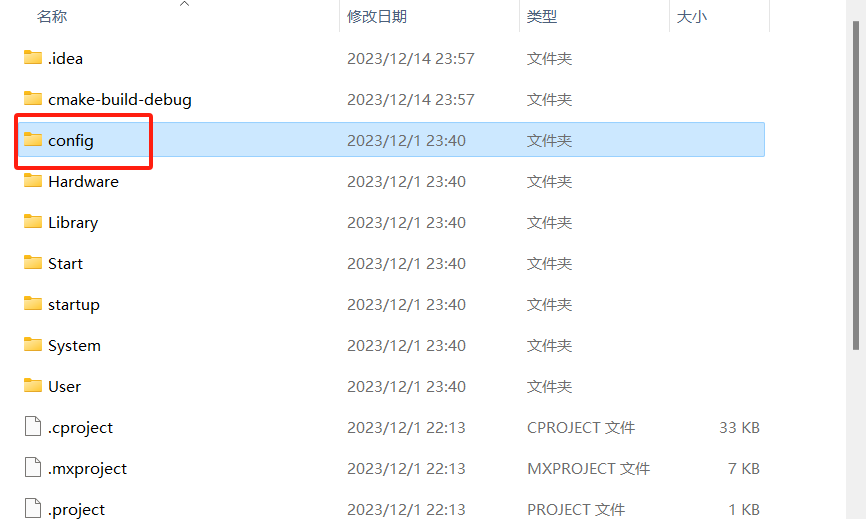 名称 修改日期 类型 大小
.idea 2023/12/14 23:57 文件夹
cmake-build-debug 2023/12/14 23:57 文件夹
config 2023/12/1 23:40 文件夹
Hardware 2023/12/1 23:40 文件夹
Library 2023/12/1 23:40 文件夹
Start 2023/12/1 23:40 文件夹
startup 2023/12/1 23:40 文件夹
System 2023/12/1 23:40 文件夹
User 2023/12/1 23:40 文件夹
.cproject 2023/12/1 22:13 CPROJECT 文件 33 KB
.mxproject 2023/12/1 22:13 MXPROJECT 文件 7 KB
.project 2023/12/1 22:13 PROJECT 文件 1 KB